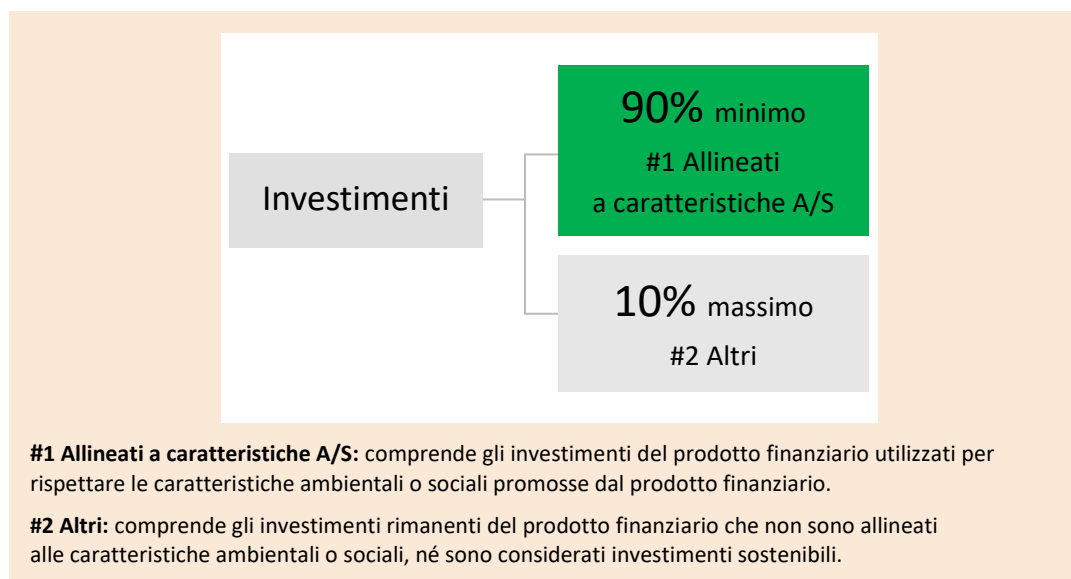 90% minimo
#1 Allineati
a caratteristiche A/S
Investimenti
10% massimo
#2 Altri
#1 Allineati a caratteristiche A/S: comprende gli investimenti del prodotto finanziario utilizzati per
rispettare le caratteristiche ambientali o sociali promosse dal prodotto finanziario.
#2 Altri: comprende gli investimenti rimanenti del prodotto finanziario che non sono allineati
alle caratteristiche ambientali o sociali, né sono considerati investimenti sostenibili.